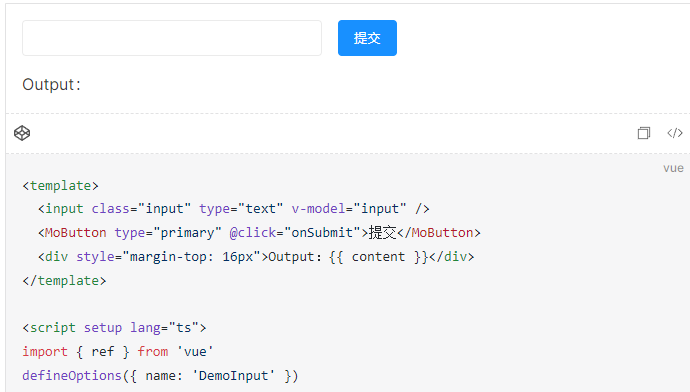 提交
Output：
vue
<template>
  <input class="input" type="text" v-model="input" />
  <MoButton type="primary" @click="onSubmit">提交</MoButton>
  <div style="margin-top: 16px">Output：{{ content }}</div>
</template>
<script setup lang="ts">
import { ref } from 'vue'
defineOptions({ name: 'DemoInput' })